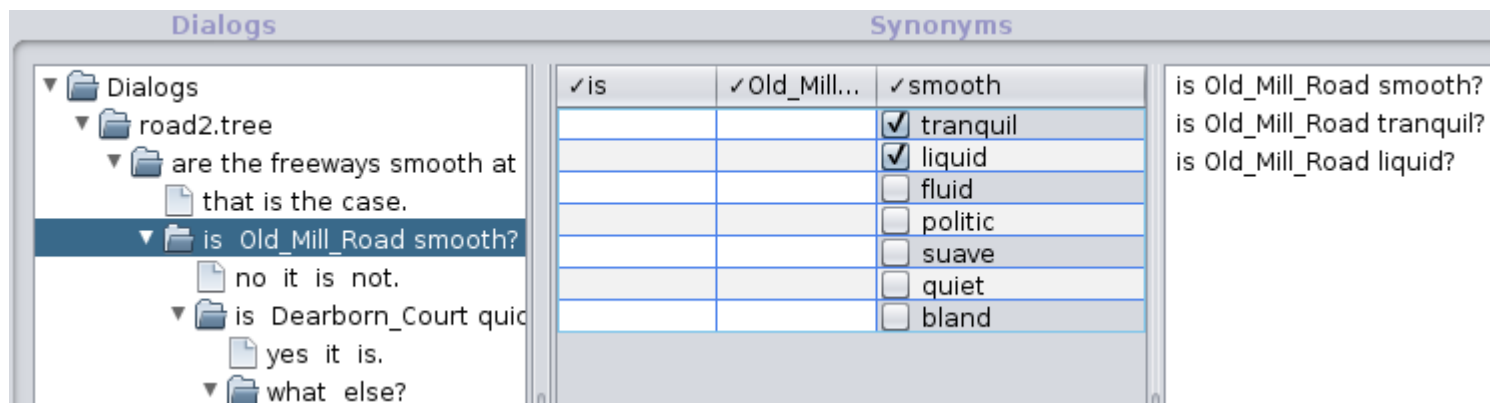 Dialogs
Synonyms
Dialogs
road2.tree
are the freeways smooth at
that is the case.
is Old_Mill_Road smooth?
no it is not.
is Dearborn_Court quic
yes it is.
what else?
✓is ✓Old_Mill... ✓smooth
tranquil
liquid
fluid
politic
suave
quiet
bland
is Old_Mill_Road smooth?
is Old_Mill_Road tranquil?
is Old_Mill_Road liquid?